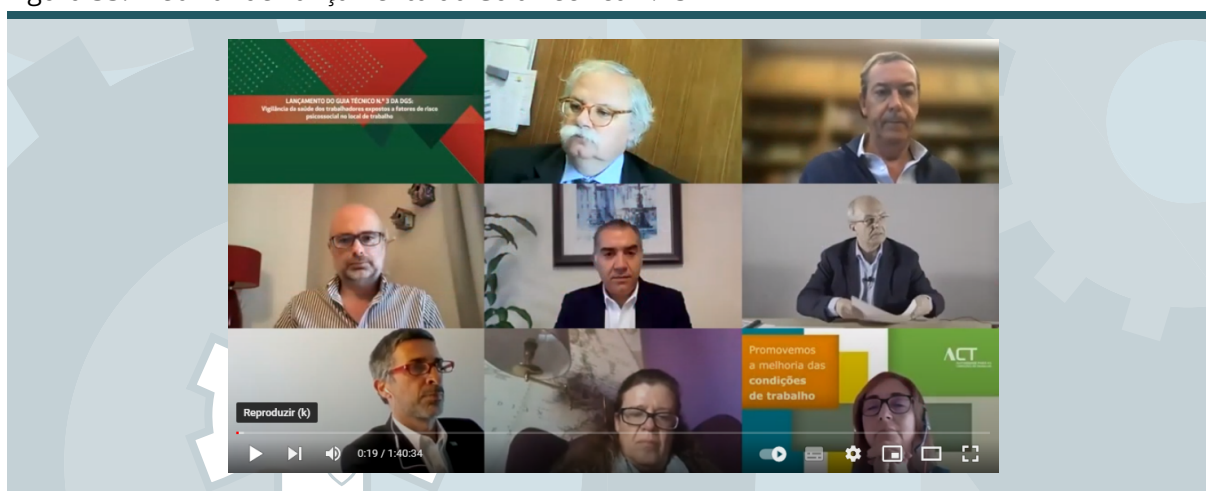 LANÇAMENTO DO GUIA TÉCNICO N.º 3 DA DGS:
Vigilância da saúde dos trabalhadores expostos a fatores de risco
psicossocial no local de trabalho
Promovemos
a melhoria das
condições
de trabalho
ACT
Reproduzir (k)
0:19 / 1:40:34